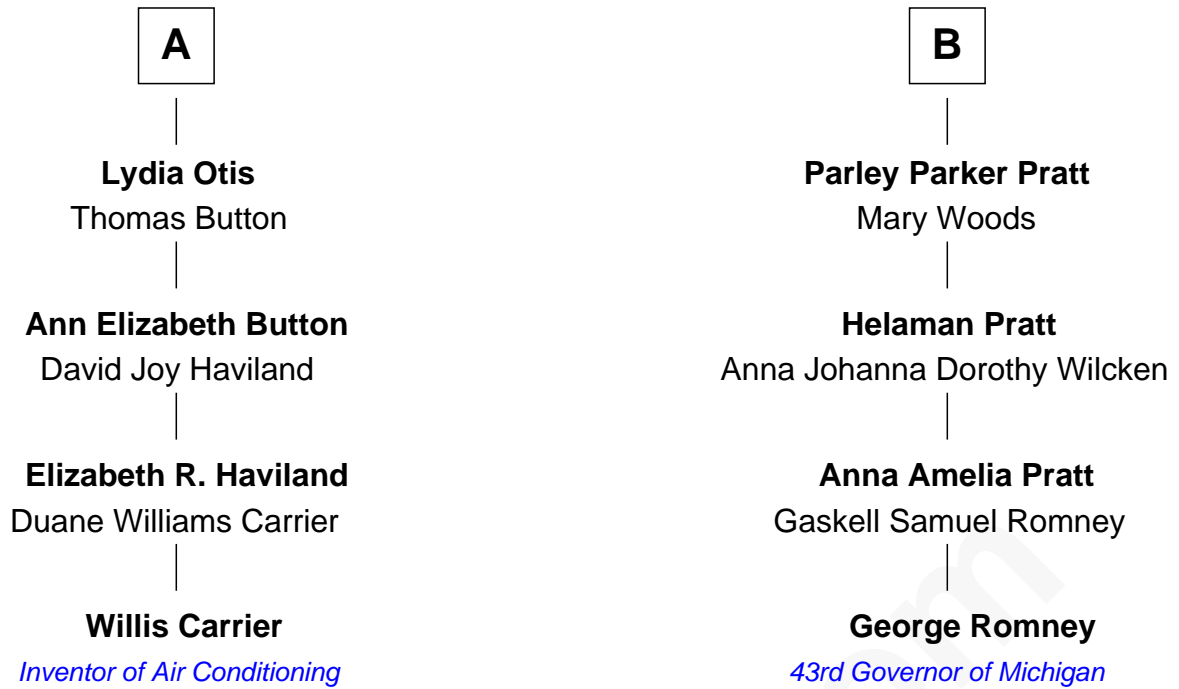 A
Lydia Otis
Thomas Button
Ann Elizabeth Button
David Joy Haviland
Elizabeth R. Haviland
Duane Williams Carrier
Willis Carrier
Inventor of Air Conditioning
B
Parley Parker Pratt
Mary Woods
Helaman Pratt
Anna Johanna Dorothy Wilcken
Anna Amelia Pratt
Gaskell Samuel Romney
George Romney
43rd Governor of Michigan